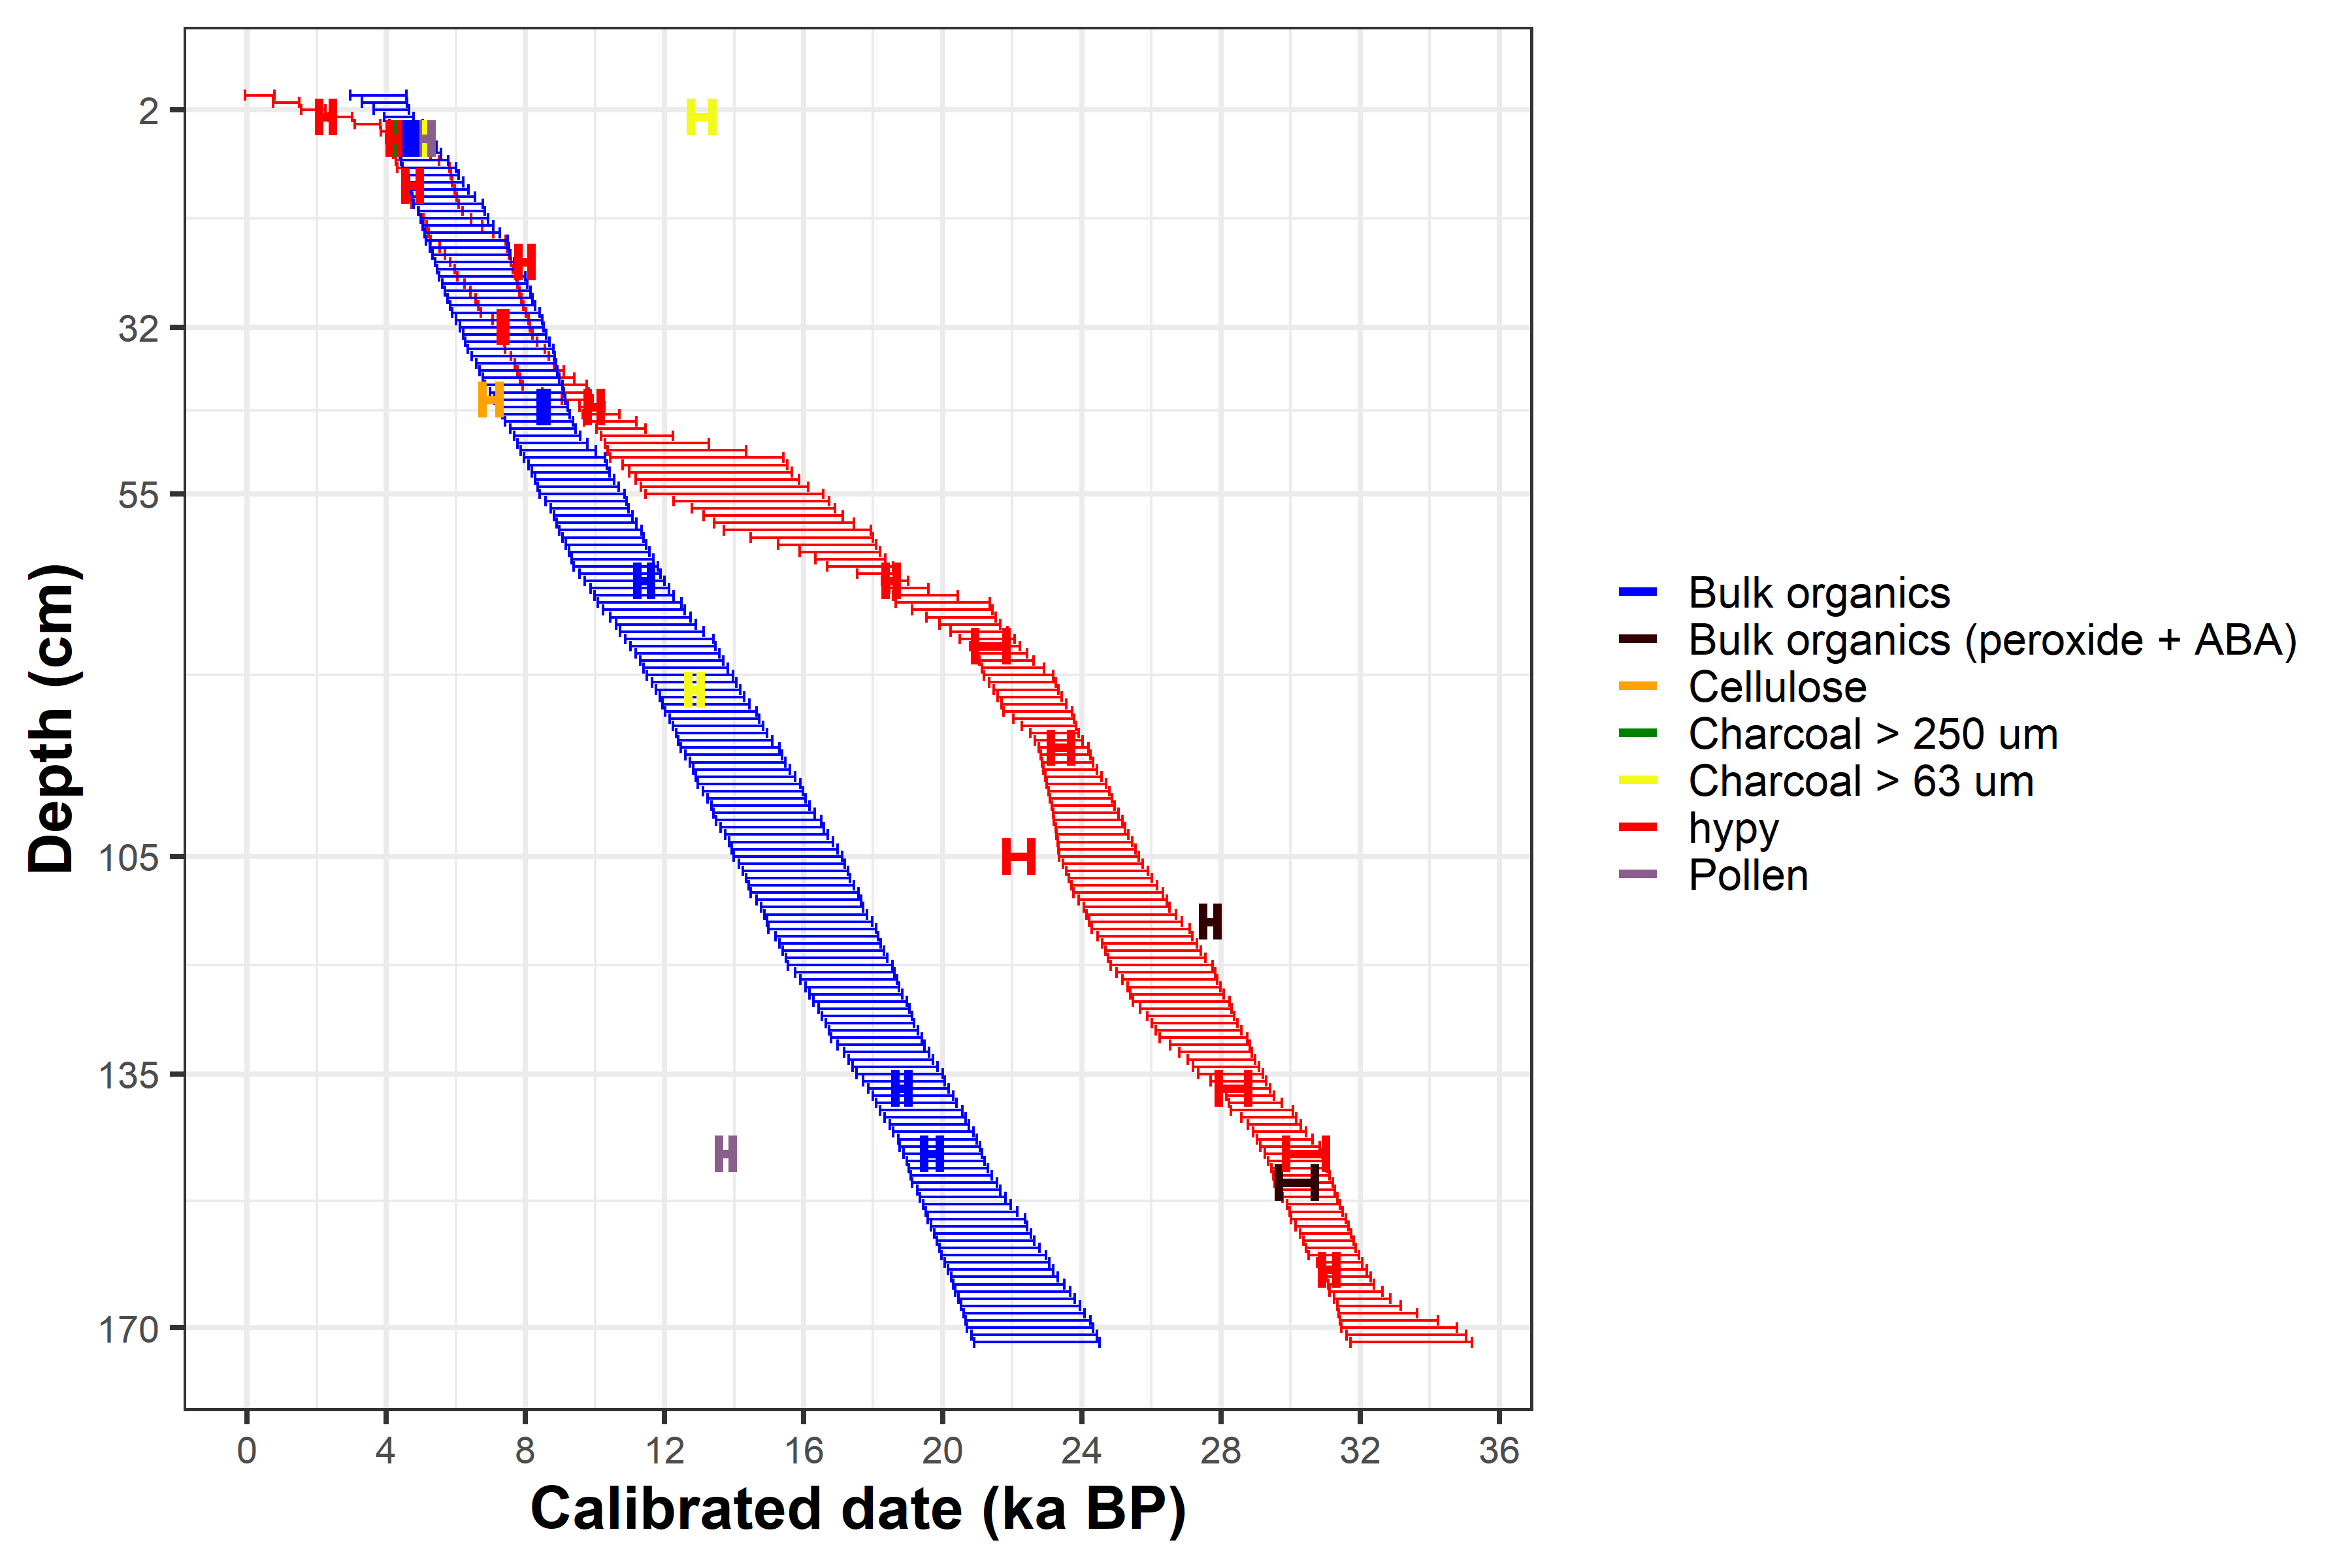 Depth (cm)
2
32
55
105
135
170
0 4 8 12 16 20 24 28 32 36
Calibrated date (ka BP)
Bulk organics
Bulk organics (peroxide + ABA)
Cellulose
Charcoal > 250 um
Charcoal > 63 um
hypy
Pollen